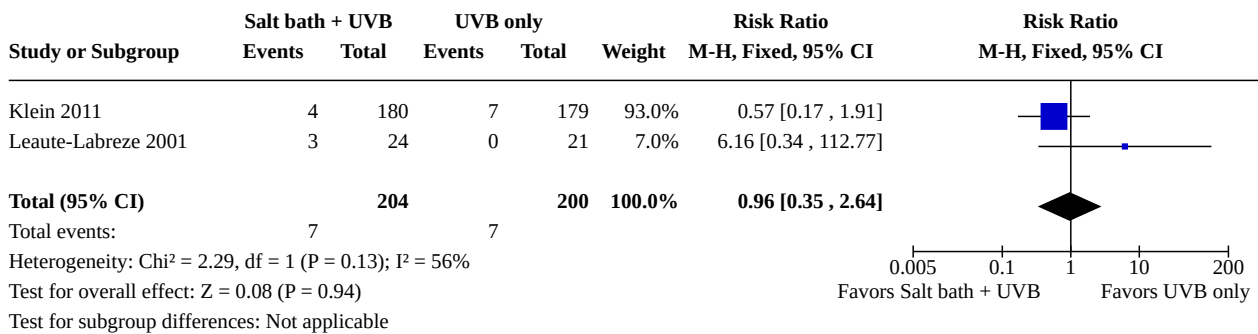 Salt bath + UVB UVB only Risk Ratio Risk Ratio
Study or Subgroup Events Total Events Total Weight M-H, Fixed, 95% CI M-H, Fixed, 95% CI
Klein 2011 4 180 7 179 93.0% 0.57 [0.17 , 1.91]
Leaute-Labreze 2001 3 24 0 21 7.0% 6.16 [0.34 , 112.77]
Total (95% CI) 204 200 100.0% 0.96 [0.35 , 2.64]
Total events: 7 7
Heterogeneity: Chi² = 2.29, df = 1 (P = 0.13); I² = 56%
0.005 0.1 1 10 200
Test for overall effect: Z = 0.08 (P = 0.94) Favors Salt bath + UVB Favors UVB only
Test for subgroup differences: Not applicable